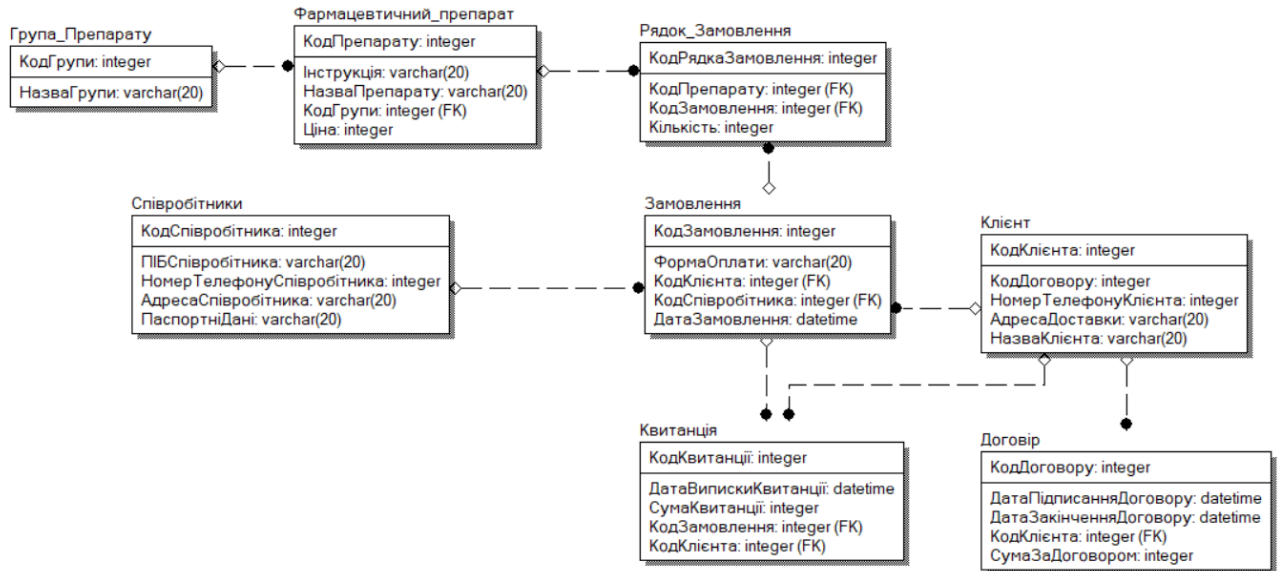 Група_Препарату
КодГрупи: integer
НазваГрупи: varchar(20)
Фармацевтичний_препарат
КодПрепарату: integer
Інструкція: varchar(20)
НазваПрепарату: varchar(20)
КодГрупи: integer (FK)
Ціна: integer
Рядок_Замовлення
КодРядкаЗамовлення: integer
КодПрепарату: integer (FK)
КодЗамовлення: integer (FK)
Кількість: integer
Співробітники
КодСпівробітника: integer
ПІБСпівробітника: varchar(20)
НомерТелефонуСпівробітника: integer
АдресаСпівробітника: varchar(20)
ПаспортніДані: varchar(20)
Замовлення
КодЗамовлення: integer
ФормаОплати: varchar(20)
КодКлієнта: integer (FK)
КодСпівробітника: integer (FK)
ДатаЗамовлення: datetime
Клієнт
КодКлієнта: integer
КодДоговору: integer
НомерТелефонуКлієнта: integer
АдресаДоставки: varchar(20)
НазваКлієнта: varchar(20)
Квитанція
КодКвитанції: integer
ДатаВипискиКвитанції: datetime
СумаКвитанції: integer
КодЗамовлення: integer (FK)
КодКлієнта: integer (FK)
Договір
КодДоговору: integer
ДатаПідписанняДоговору: datetime
ДатаЗакінченняДоговору: datetime
КодКлієнта: integer (FK)
СумаЗаДоговором: integer